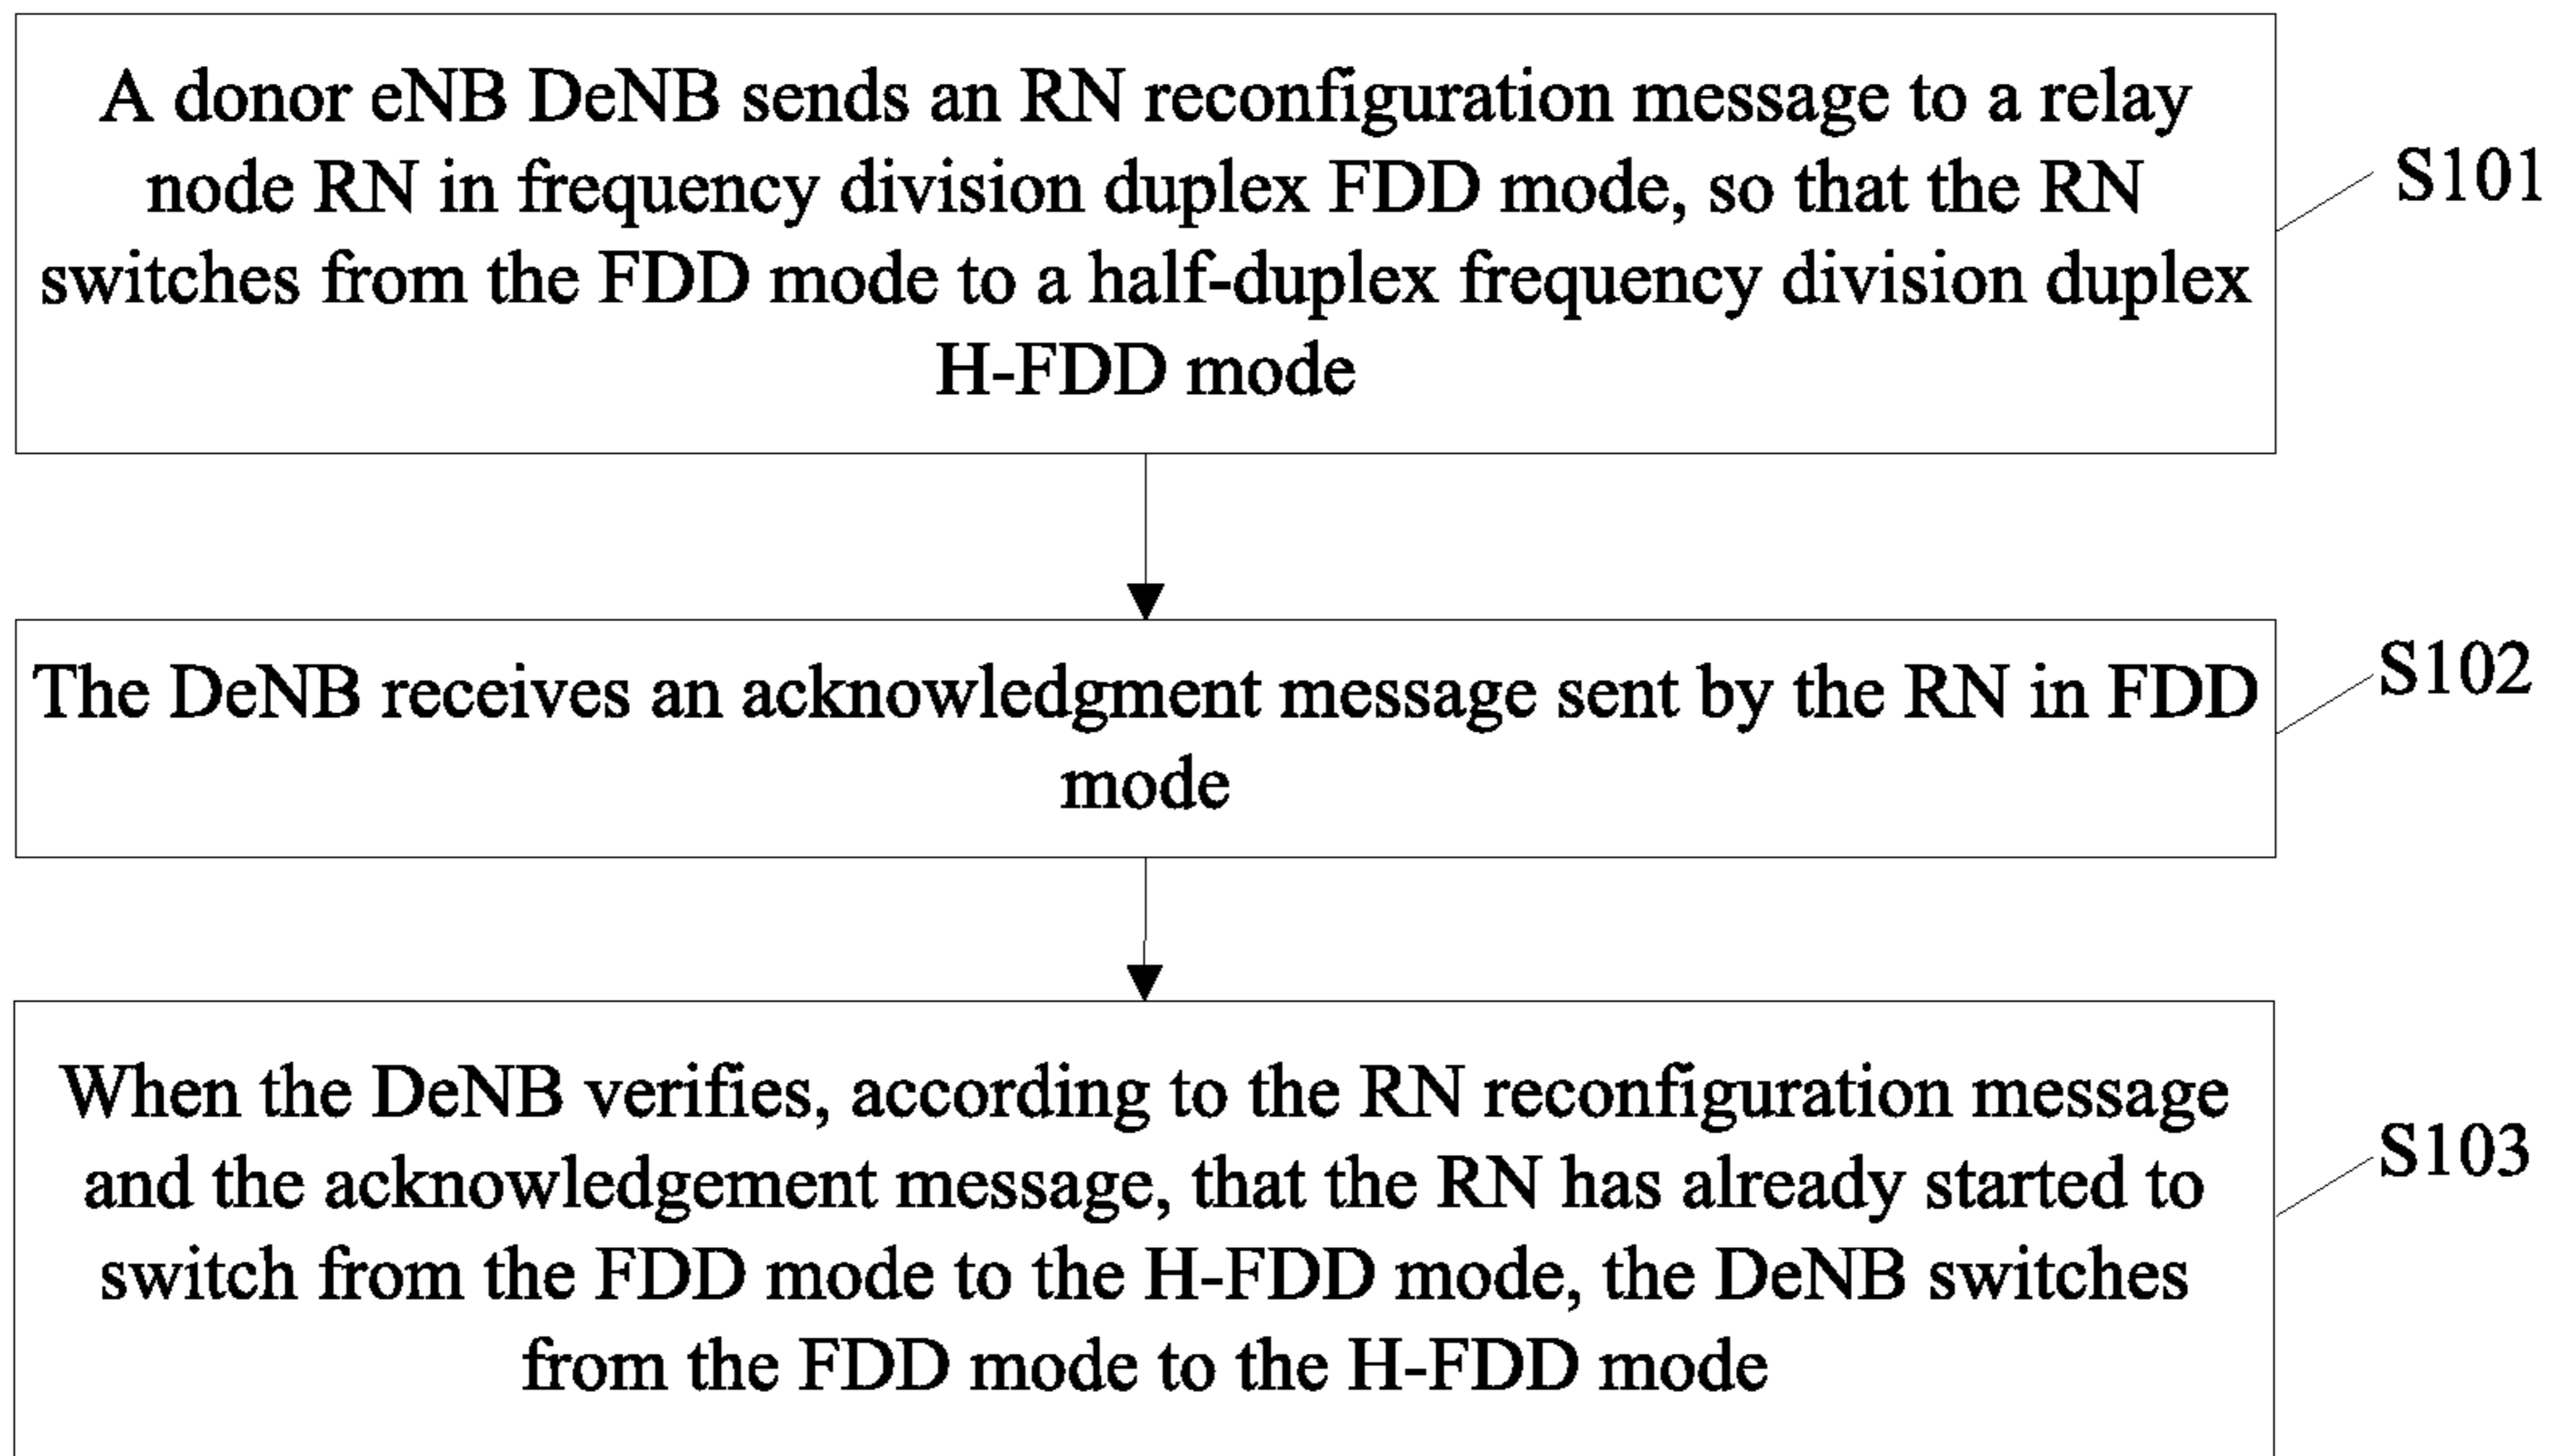 A donor eNB DeNB sends an RN reconfiguration message to a relay
node RN in frequency division duplex FDD mode, so that the RN
switches from the FDD mode to a half-duplex frequency division duplex
H-FDD mode
S101
The DeNB receives an acknowledgment message sent by the RN in FDD
mode
S102
When the DeNB verifies, according to the RN reconfiguration message
and the acknowledgement message, that the RN has already started to
switch from the FDD mode to the H-FDD mode, the DeNB switches
from the FDD mode to the H-FDD mode
S103